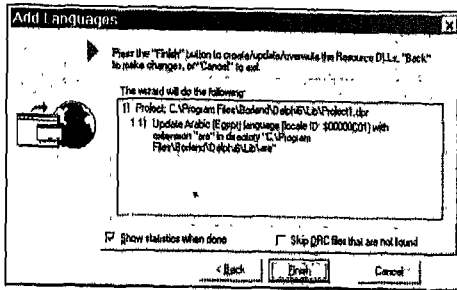 Add Languages
Press the "Finish" button to create/update/overwrite the Resource DLLs, "Back"
to make changes, or "Cancel" to exit.
The wizard will do the following:
1) Project: C:\Program Files\Borland\Delphi6\Lib\Project1.dpr
1.1) Update Arabic (Egypt) language [locale ID: $00000C01] with
extension "are" in directory "C:\Program
Files\Borland\Delphi6\Lib\are"
Show statistics when done
Skip DRC files that are not found
< Back
Finish
Cancel